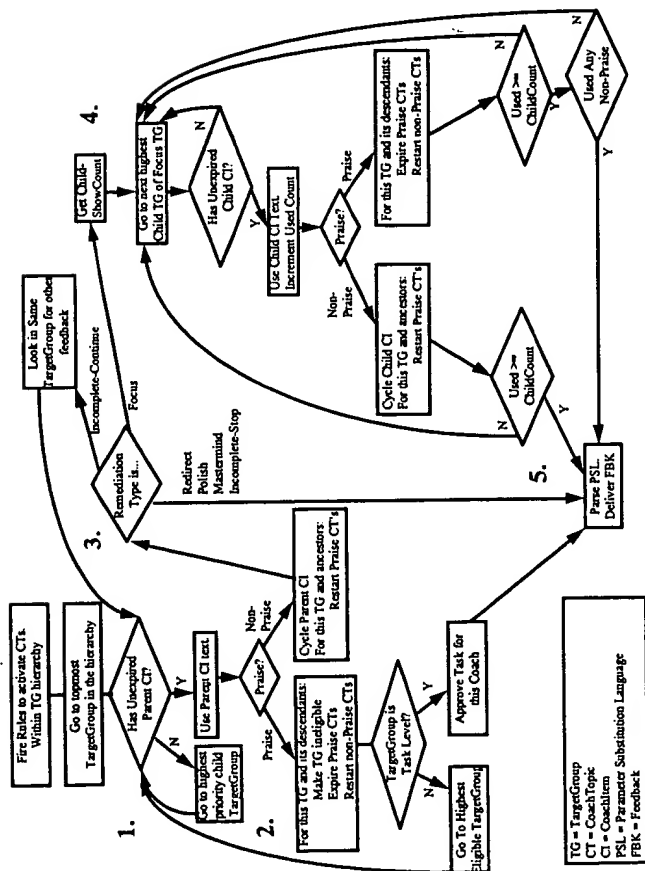 Fire Rules to activate CTs.
Within TG hierarchy
Go to topmost
TargetGroup in the hierarchy
1.
Has Unexpired
Parent CI?
N
Y
Go to highest
priority child
TargetGroup
Use Parent CI text
2.
Praise?
Praise
Non-
Praise
For this TG and its descendants:
Make TG ineligible
Expire Praise CTs
Restart non-Praise CTs
Cycle Parent CI
For this TG and ancestors:
Restart Praise CT's
TargetGroup is
Task Level?
N
Y
Go To Highest
Eligible TargetGroup
Approve Task for
this Coach
3.
Remediation
Type is...
Incomplete-Continue
Focus
Redirect
Polish
Mastermind
Incomplete-Stop
Look in Same
TargetGroup for other
feedback
4.
Get Child-
ShowCount
Go to next highest
Child TG of Focus TG
Has Unexpired
Child CI?
N
Y
Use Child CI Text.
Increment Used Count
Praise?
Non-
Praise
Praise
Cycle Child CI
For this TG and ancestors:
Restart Praise CT's
For this TG and its descendants:
Expire Praise CTs
Restart non-Praise CTs
Used >=
ChildCount
N
Y
Used >=
ChildCount
N
Y
Used Any
Non-Praise
N
Y
5.
Parse PSL.
Deliver FBK
TG = TargetGroup
CT = CoachTopic
CI = CoachItem
PSL = Parameter Substitution Language
FBK = Feedback